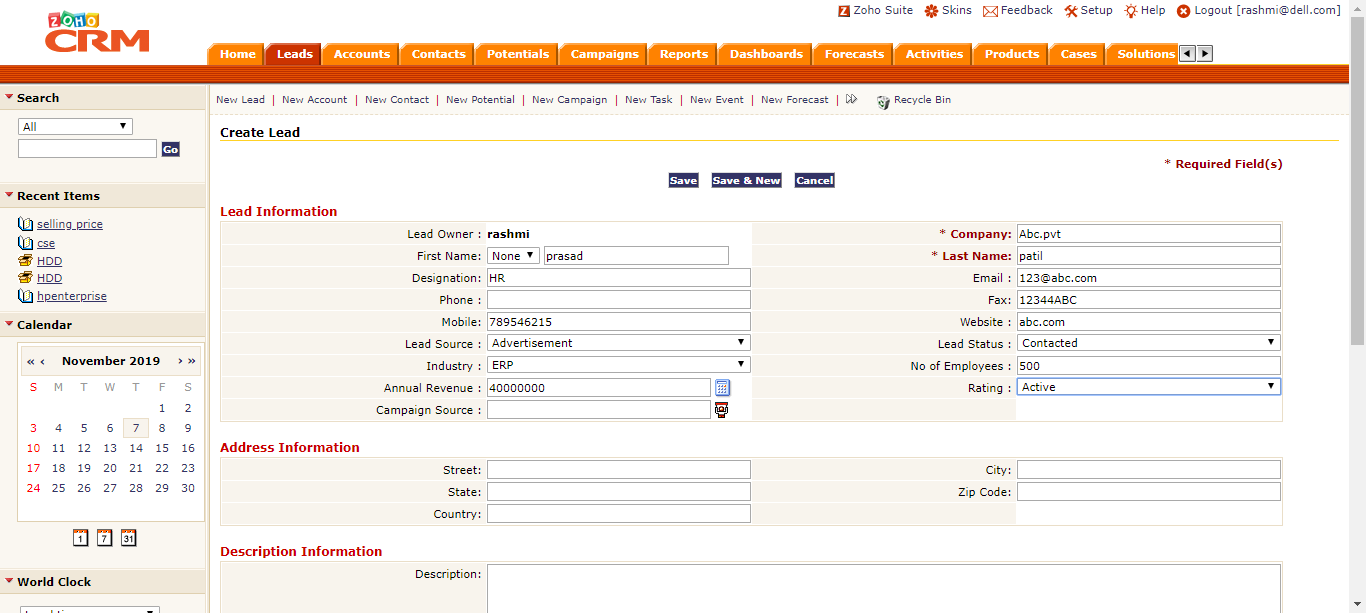 ZOHO
CRM
Zoho Suite Skins Feedback Setup Help Logout [rashmi@dell.com]
Home Leads Accounts Contacts Potentials Campaigns Reports Dashboards Forecasts Activities Products Cases Solutions
New Lead | New Account | New Contact | New Potential | New Campaign | New Task | New Event | New Forecast | Recycle Bin
Search
All
Go
Recent Items
selling price
cse
HDD
HDD
hpenterprise
Calendar
« ‹ November 2019 › »
S M T W T F S
1 2
3 4 5 6 7 8 9
10 11 12 13 14 15 16
17 18 19 20 21 22 23
24 25 26 27 28 29 30
1 7 31
World Clock
Create Lead
* Required Field(s)
Save Save & New Cancel
Lead Information
Lead Owner : rashmi * Company: Abc.pvt
First Name: None prasad * Last Name: patil
Designation: HR Email : 123@abc.com
Phone : Fax: 12344ABC
Mobile: 789546215 Website : abc.com
Lead Source : Advertisement Lead Status : Contacted
Industry : ERP No of Employees : 500
Annual Revenue : 40000000 Rating : Active
Campaign Source :
Address Information
Street: City:
State: Zip Code:
Country:
Description Information
Description: